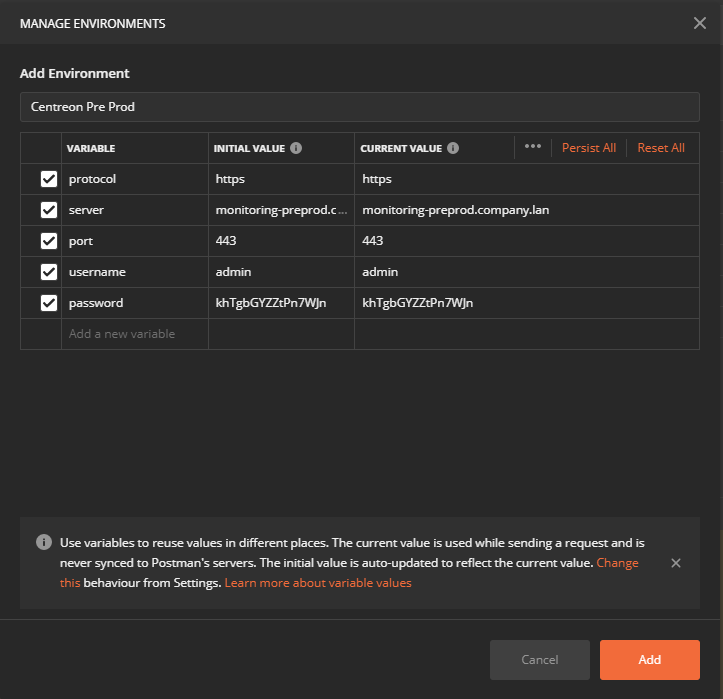 MANAGE ENVIRONMENTS
Add Environment
Centreon Pre Prod
VARIABLE INITIAL VALUE CURRENT VALUE ••• Persist All Reset All
protocol https https
server monitoring-preprod.c... monitoring-preprod.company.lan
port 443 443
username admin admin
password khTgbGYZZtPn7WJn khTgbGYZZtPn7WJn
Add a new variable
Use variables to reuse values in different places. The current value is used while sending a request and is
never synced to Postman's servers. The initial value is auto-updated to reflect the current value. Change
this behaviour from Settings. Learn more about variable values
Cancel Add